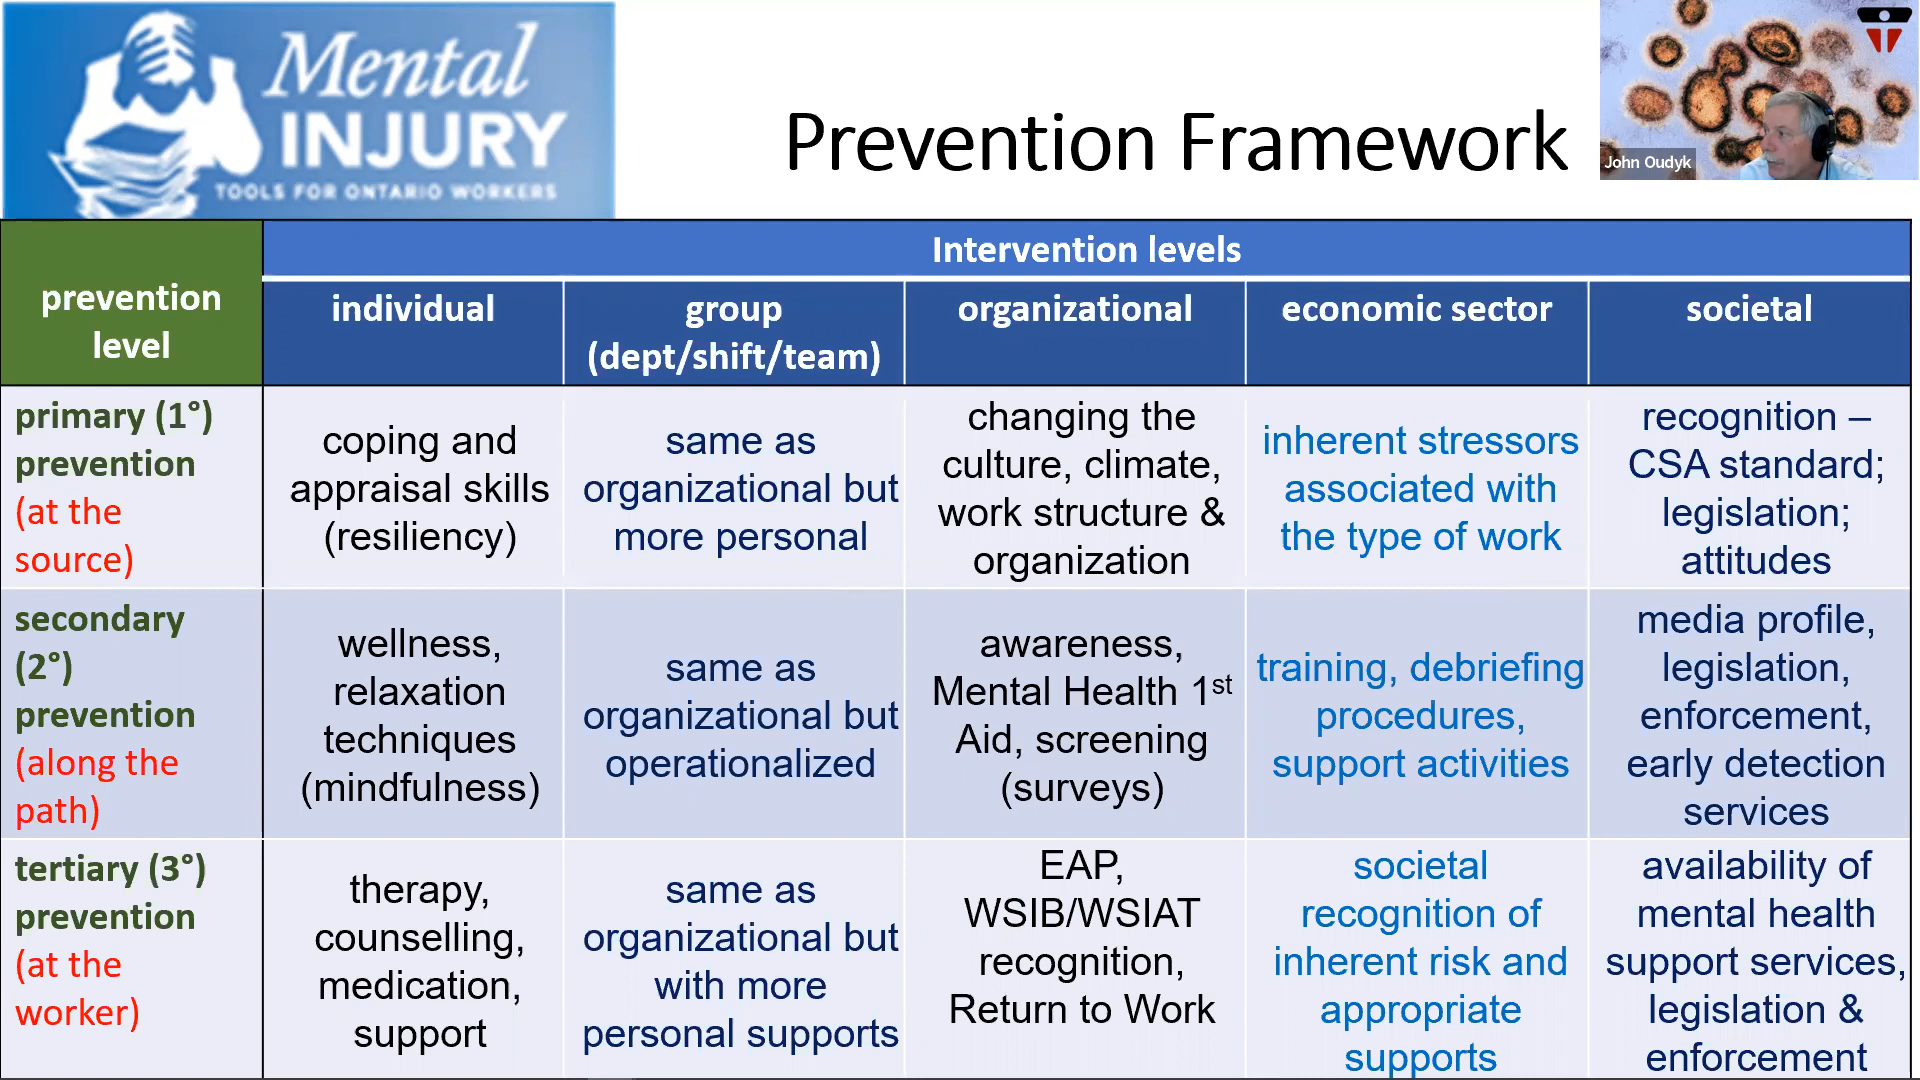 Mental
INJURY
TOOLS FOR ONTARIO WORKERS
Prevention Framework
John Oudyk
prevention
level
Intervention levels
individual
group
(dept/shift/team)
organizational
economic sector
societal
primary (1°)
prevention
(at the
source)
coping and
appraisal skills
(resiliency)
same as
organizational but
more personal
changing the
culture, climate,
work structure &
organization
inherent stressors
associated with
the type of work
recognition –
CSA standard;
legislation;
attitudes
secondary
(2°)
prevention
(along the
path)
wellness,
relaxation
techniques
(mindfulness)
same as
organizational but
operationalized
awareness,
Mental Health 1st
Aid, screening
(surveys)
training, debriefing
procedures,
support activities
media profile,
legislation,
enforcement,
early detection
services
tertiary (3°)
prevention
(at the
worker)
therapy,
counselling,
medication,
support
same as
organizational but
with more
personal supports
EAP,
WSIB/WSIAT
recognition,
Return to Work
societal
recognition of
inherent risk and
appropriate
supports
availability of
mental health
support services,
legislation &
enforcement